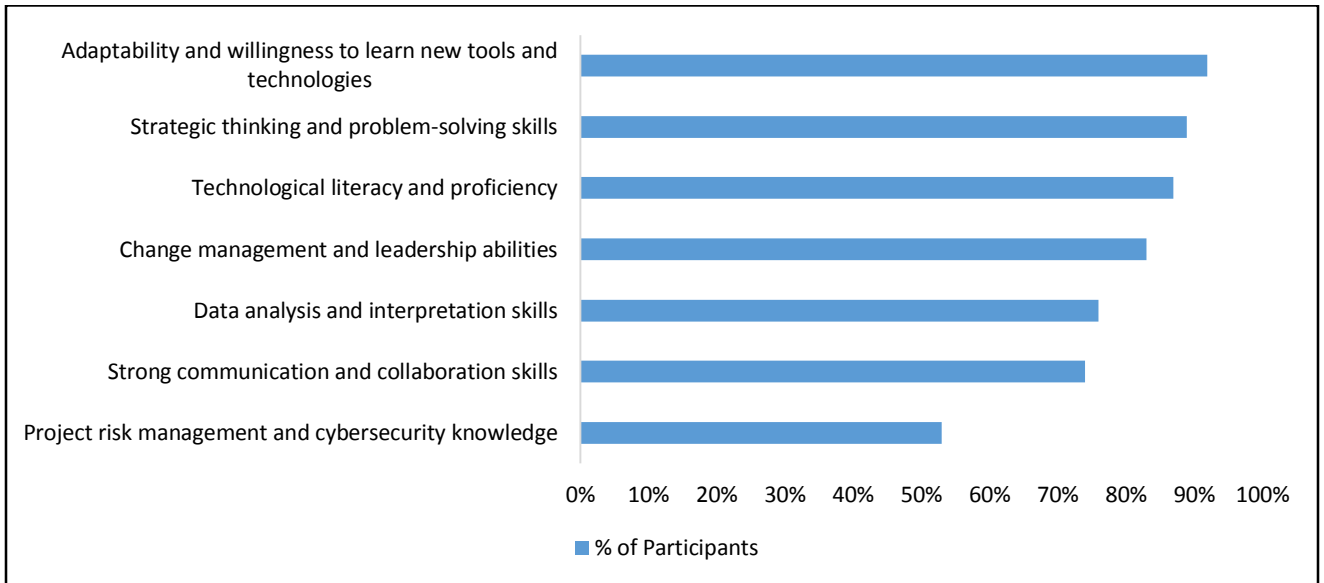 Adaptability and willingness to learn new tools and
technologies
Strategic thinking and problem-solving skills
Technological literacy and proficiency
Change management and leadership abilities
Data analysis and interpretation skills
Strong communication and collaboration skills
Project risk management and cybersecurity knowledge
0% 10% 20% 30% 40% 50% 60% 70% 80% 90% 100%
% of Participants